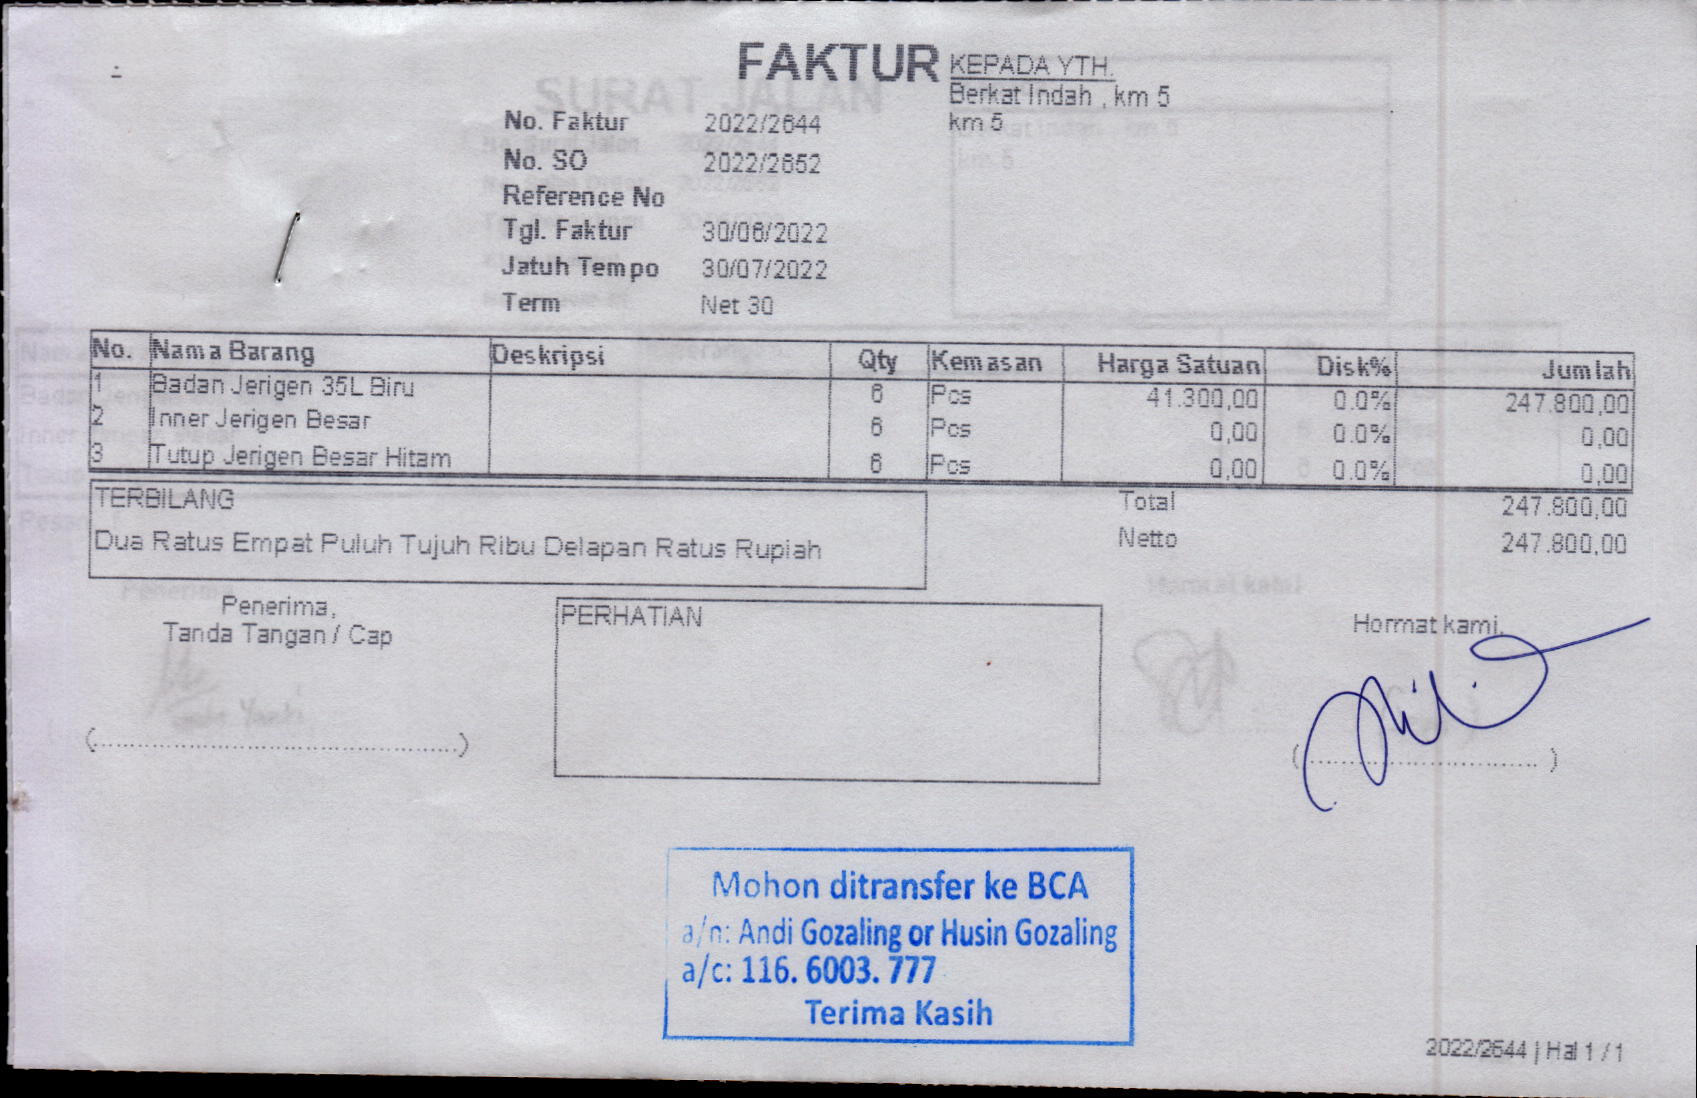 FAKTUR
KEPADA YTH.
Berkat Indah , km 5
km 5
No. Faktur 2022/2644
No. SO 2022/2652
Reference No
Tgl. Faktur 30/06/2022
Jatuh Tempo 30/07/2022
Term Net 30
No. Nama Barang Deskripsi Qty Kemasan Harga Satuan Disk% Jumlah
1 Badan Jerigen 35L Biru 6 Pcs 41.300,00 0.0% 247.800,00
2 Inner Jerigen Besar 6 Pcs 0,00 0.0% 0,00
3 Tutup Jerigen Besar Hitam 6 Pcs 0,00 0.0% 0,00
TERBILANG
Dua Ratus Empat Puluh Tujuh Ribu Delapan Ratus Rupiah
Total 247.800,00
Netto 247.800,00
Penerima,
Tanda Tangan / Cap
PERHATIAN
Hormat kami,
(....................................................)
(.................................... )
Mohon ditransfer ke BCA
a/n: Andi Gozaling or Husin Gozaling
a/c: 116. 6003. 777
Terima Kasih
2022/2644 | Hal 1 / 1